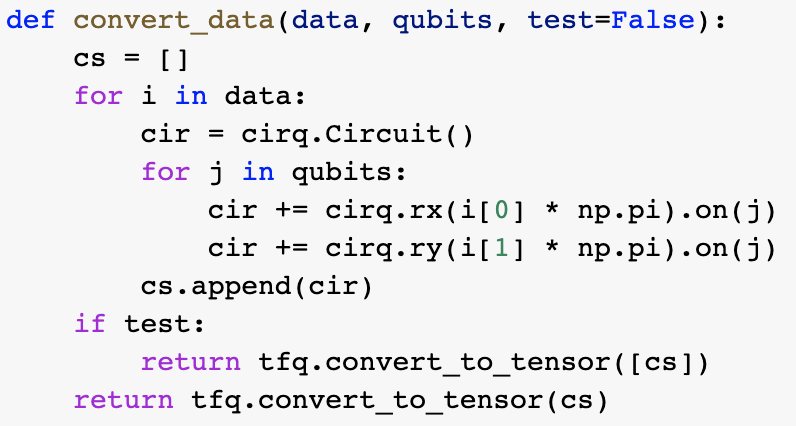 def convert_data(data, qubits, test=False):
    cs = []
    for i in data:
        cir = cirq.Circuit()
        for j in qubits:
            cir += cirq.rx(i[0] * np.pi).on(j)
            cir += cirq.ry(i[1] * np.pi).on(j)
        cs.append(cir)
    if test:
        return tfq.convert_to_tensor([cs])
    return tfq.convert_to_tensor(cs)